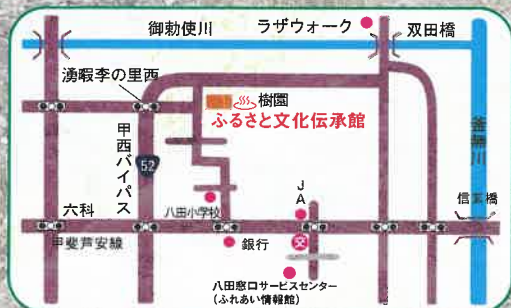 御勅使川
ラザウォーク
双田橋
湧暇李の里西
樹園
ふるさと文化伝承館
甲西バイパス
52
釜無川
八田小学校
JA
六科
信玄橋
甲斐芦安線
銀行
交
八田窓口サービスセンター
(ふれあい情報館)